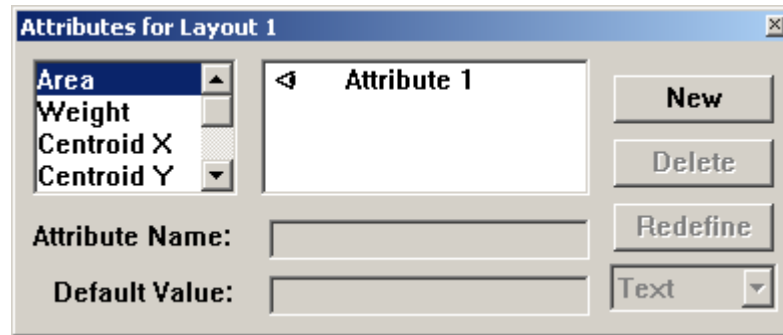 Attributes for Layout 1
Area
Weight
Centroid X
Centroid Y
Attribute 1
New
Delete
Redefine
Attribute Name:
Default Value:
Text